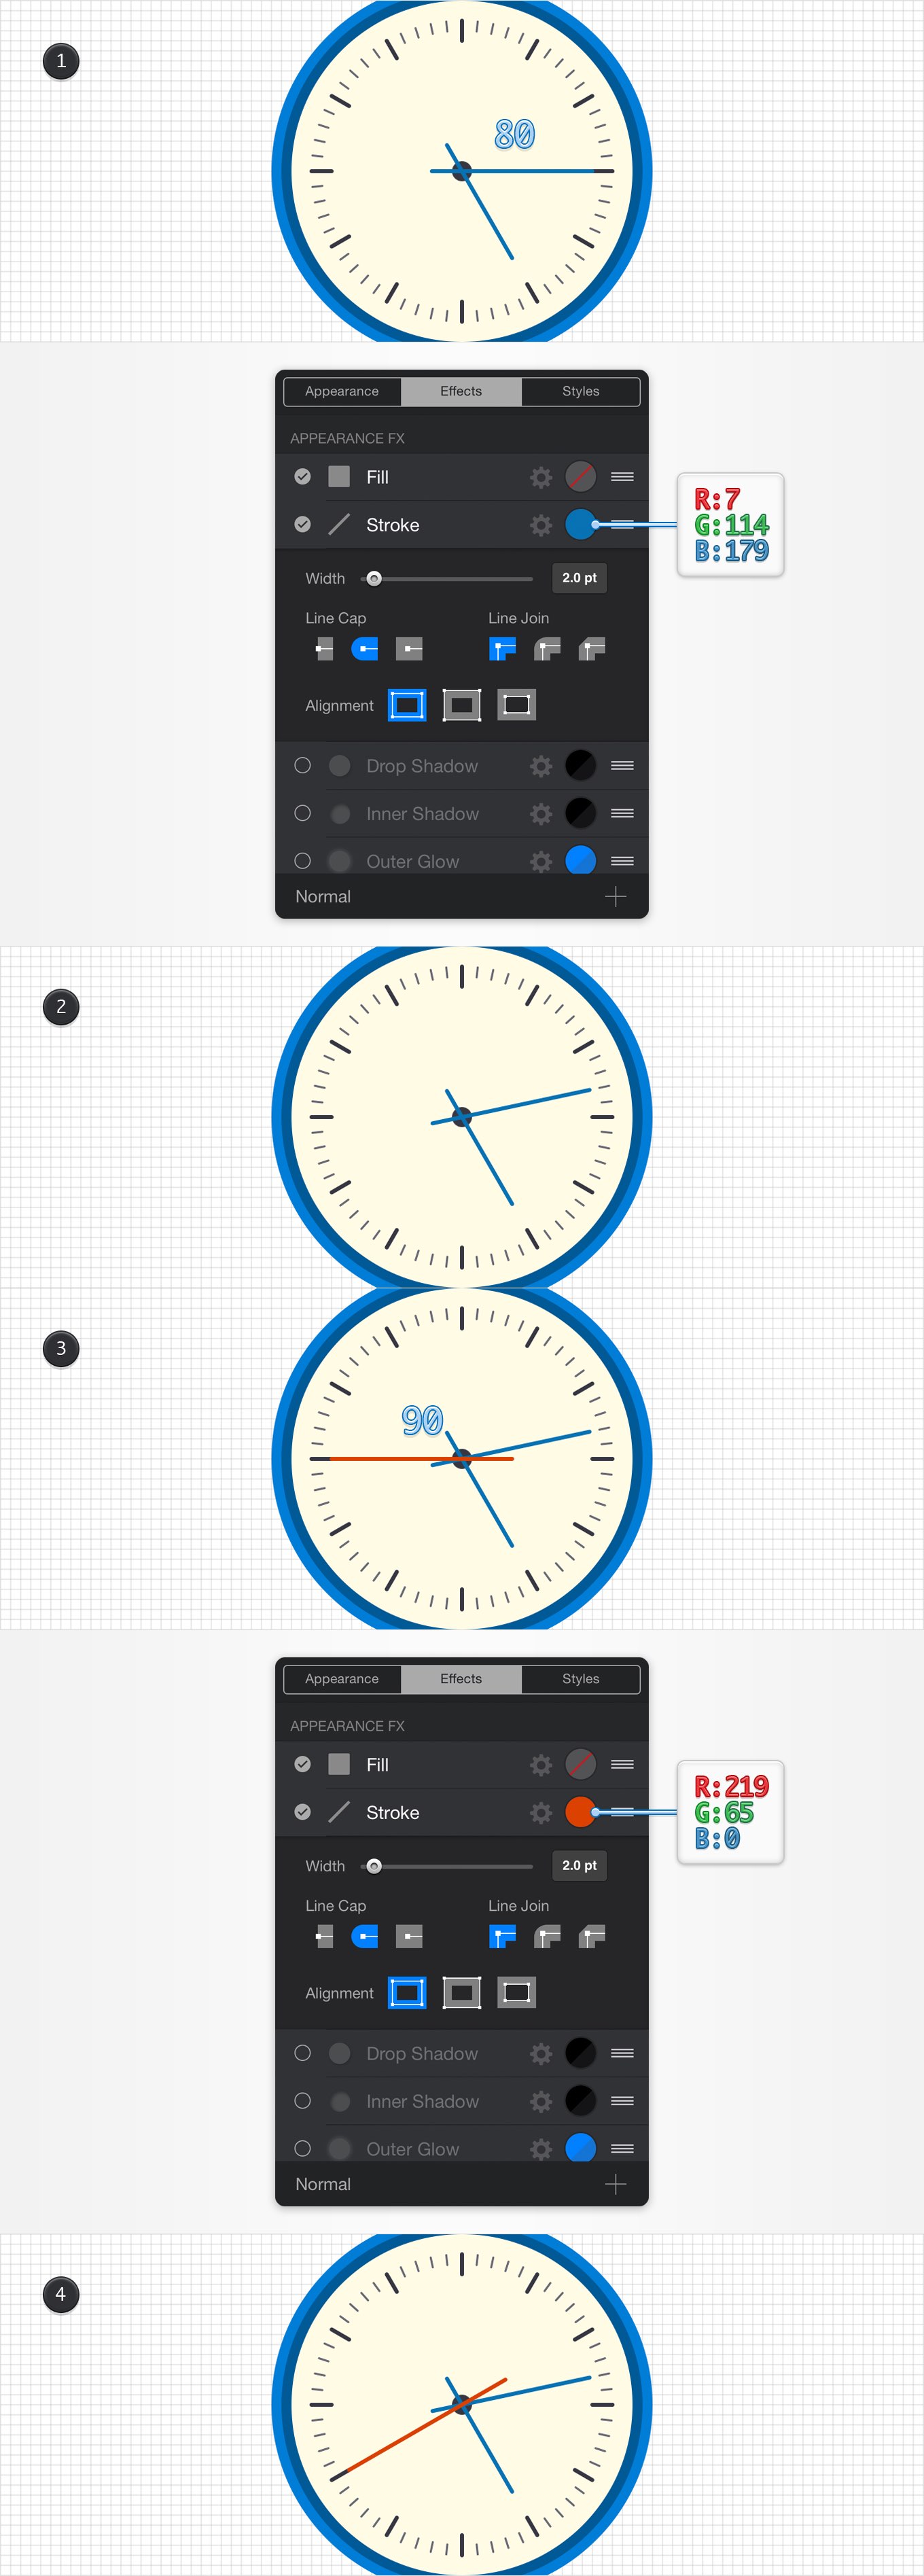 1
80
Appearance Effects Styles
APPEARANCE FX
Fill
Stroke
R:7
G:114
B:179
Width 2.0 pt
Line Cap Line Join
Alignment
Drop Shadow
Inner Shadow
Outer Glow
Normal
2
3
90
Appearance Effects Styles
APPEARANCE FX
Fill
Stroke
R:219
G:65
B:0
Width 2.0 pt
Line Cap Line Join
Alignment
Drop Shadow
Inner Shadow
Outer Glow
Normal
4